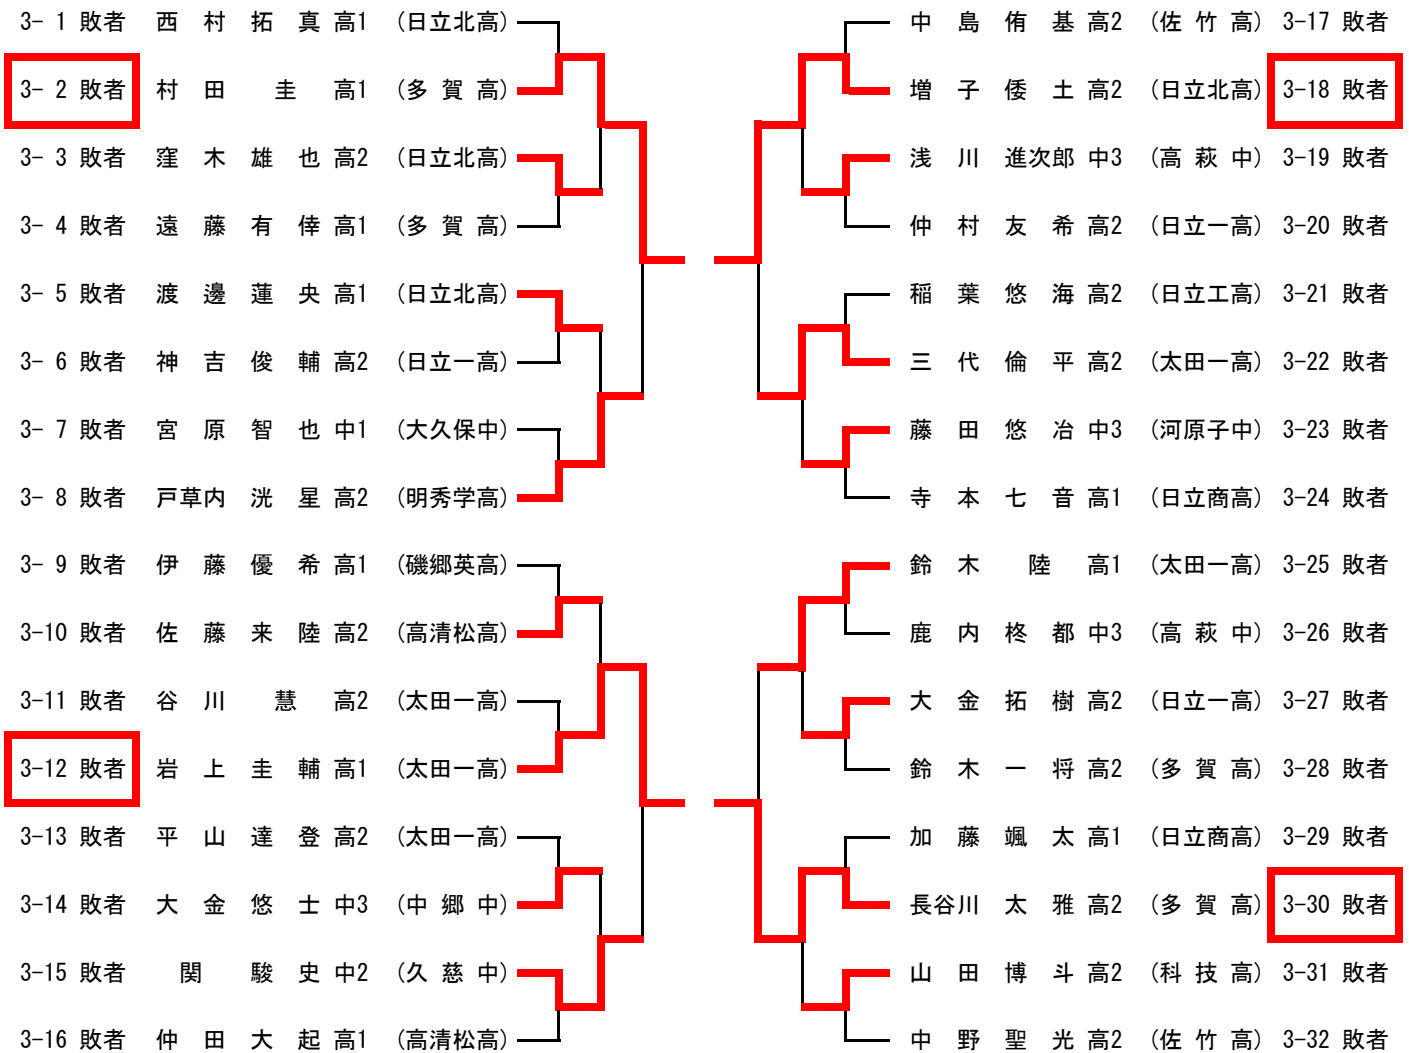 3- 1 敗者 西 村 拓 真 高1 （日立北高）
3- 2 敗者 村 田 圭 高1 （多 賀 高）
3- 3 敗者 窪 木 雄 也 高2 （日立北高）
3- 4 敗者 遠 藤 有 倖 高1 （多 賀 高）
3- 5 敗者 渡 邊 蓮 央 高1 （日立北高）
3- 6 敗者 神 吉 俊 輔 高2 （日立一高）
3- 7 敗者 宮 原 智 也 中1 （大久保中）
3- 8 敗者 戸草内 洸 星 高2 （明秀学高）
3- 9 敗者 伊 藤 優 希 高1 （磯郷英高）
3-10 敗者 佐 藤 来 陸 高2 （高清松高）
3-11 敗者 谷 川 慧 高2 （太田一高）
3-12 敗者 岩 上 圭 輔 高1 （太田一高）
3-13 敗者 平 山 達 登 高2 （太田一高）
3-14 敗者 大 金 悠 士 中3 （中 郷 中）
3-15 敗者 関 駿 史 中2 （久 慈 中）
3-16 敗者 仲 田 大 起 高1 （高清松高）
中 島 侑 基 高2 （佐 竹 高） 3-17 敗者
増 子 倭 土 高2 （日立北高） 3-18 敗者
浅 川 進次郎 中3 （高 萩 中） 3-19 敗者
仲 村 友 希 高2 （日立一高） 3-20 敗者
稲 葉 悠 海 高2 （日立工高） 3-21 敗者
三 代 倫 平 高2 （太田一高） 3-22 敗者
藤 田 悠 冶 中3 （河原子中） 3-23 敗者
寺 本 七 音 高1 （日立商高） 3-24 敗者
鈴 木 陸 高1 （太田一高） 3-25 敗者
鹿 内 柊 都 中3 （高 萩 中） 3-26 敗者
大 金 拓 樹 高2 （日立一高） 3-27 敗者
鈴 木 一 将 高2 （多 賀 高） 3-28 敗者
加 藤 颯 太 高1 （日立商高） 3-29 敗者
長谷川 太 雅 高2 （多 賀 高） 3-30 敗者
山 田 博 斗 高2 （科 技 高） 3-31 敗者
中 野 聖 光 高2 （佐 竹 高） 3-32 敗者